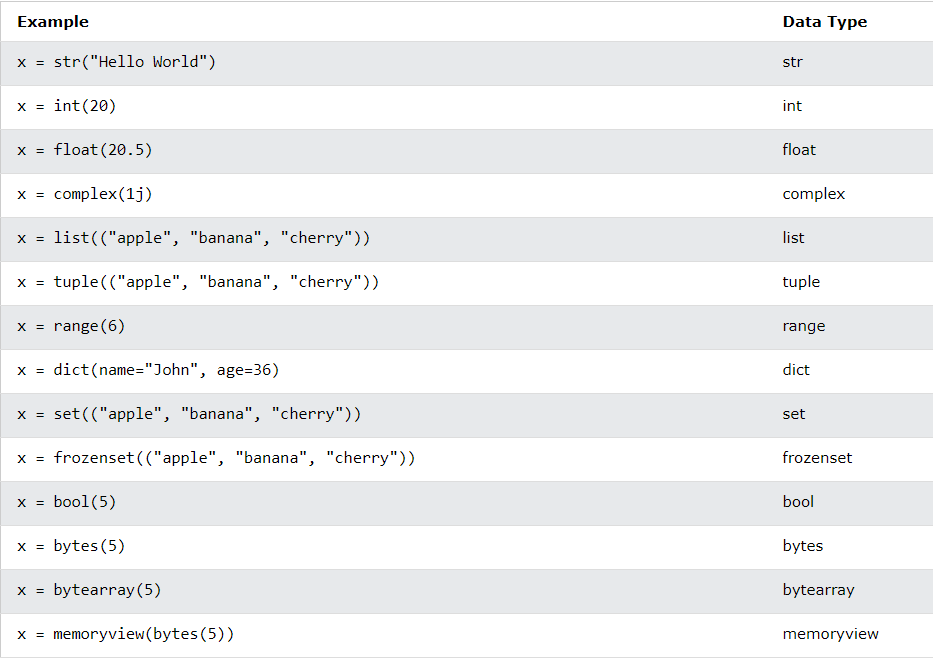 Example Data Type
x = str("Hello World") str
x = int(20) int
x = float(20.5) float
x = complex(1j) complex
x = list(("apple", "banana", "cherry")) list
x = tuple(("apple", "banana", "cherry")) tuple
x = range(6) range
x = dict(name="John", age=36) dict
x = set(("apple", "banana", "cherry")) set
x = frozenset(("apple", "banana", "cherry")) frozenset
x = bool(5) bool
x = bytes(5) bytes
x = bytearray(5) bytearray
x = memoryview(bytes(5)) memoryview